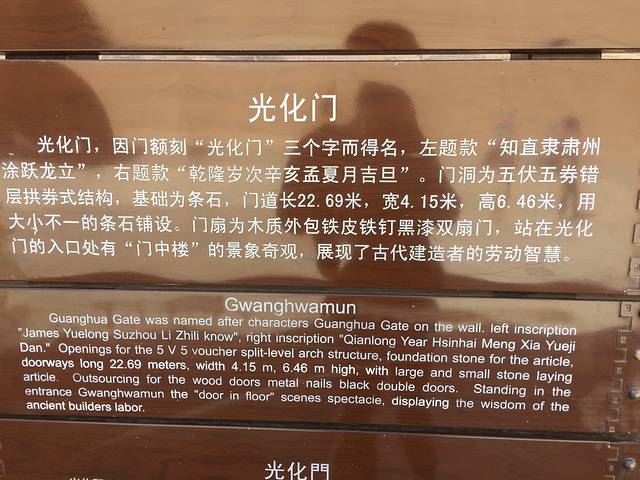 光化门
光化门，因门额刻“光化门”三个字而得名，左题款“知直隶肃州
涂跃龙立”，右题款“乾隆岁次辛亥孟夏月吉旦”。门洞为五伏五券错
层拱券式结构，基础为条石，门道长22.69米，宽4.15米，高6.46米，用
大小不一的条石铺设。门扇为木质外包铁皮铁钉黑漆双扇门，站在光化
门的入口处有“门中楼”的景象奇观，展现了古代建造者的劳动智慧。
Gwanghwamun
Guanghua Gate was named after characters Guanghua Gate on the wall. left inscription
"James Yuelong Suzhou Li Zhili know", right inscription "Qianlong Year Hsinhai Meng Xia Yueji
Dan." Openings for the 5 V 5 voucher split-level arch structure, foundation stone for the article,
doorways long 22.69 meters, width 4.15 m, 6.46 m high, with large and small stone laying
article. Outsourcing for the wood doors metal nails black double doors. Standing in the
entrance Gwanghwamun the "door in floor" scenes spectacie, displaying the wisdom of the
ancient builders labor.
光化門